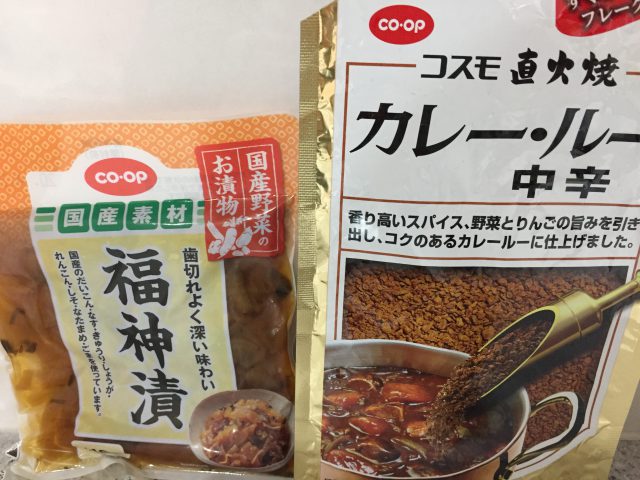 CO·OP
国産素材
国産野菜の
お漬物
福神漬
歯切れよく深い味わい
国産のだいこん・なす・きゅうり・しょうが・
れんこん・しそ・なたまめ・ごまを使っています。
CO·OP
フレーク
コスモ 直火焼
カレー・ルー
中辛
香り高いスパイス、野菜とりんごの旨みを引き
出し、コクのあるカレールーに仕上げました。